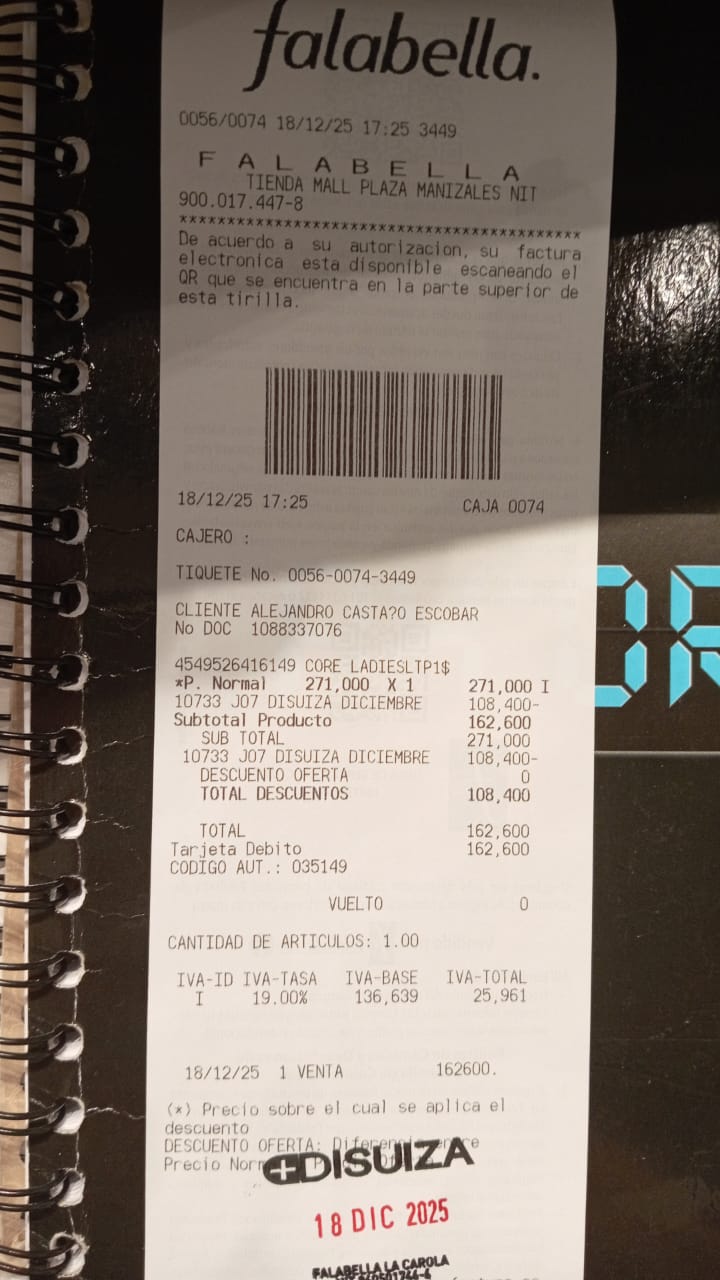 falabella.
0056/0074 18/12/25 17:25 3449
F A L A B E L L A
TIENDA MALL PLAZA MANIZALES NIT
900.017.447-8
******************************************
De acuerdo a su autorizacion, su factura
electronica esta disponible escaneando el
QR que se encuentra en la parte superior de
esta tirilla.
18/12/25 17:25 CAJA 0074
CAJERO :
TIQUETE No. 0056-0074-3449
CLIENTE ALEJANDRO CASTA?O ESCOBAR
No DOC 1088337076
4549526416149 CORE LADIESLTP1$
*P. Normal 271,000 X 1 271,000 I
10733 J07 DISUIZA DICIEMBRE 108,400-
Subtotal Producto 162,600
SUB TOTAL 271,000
10733 J07 DISUIZA DICIEMBRE 108,400-
DESCUENTO OFERTA 0
TOTAL DESCUENTOS 108,400
TOTAL 162,600
Tarjeta Debito 162,600
CODIGO AUT.: 035149
VUELTO 0
CANTIDAD DE ARTICULOS: 1.00
IVA-ID IVA-TASA IVA-BASE IVA-TOTAL
I 19.00% 136,639 25,961
18/12/25 1 VENTA 162600.
(*) Precio sobre el cual se aplica el
descuento
DESCUENTO OFERTA: Diferencia entre
Precio
DISUIZA
18 DIC 2025
FALABELLA LA CAROLA